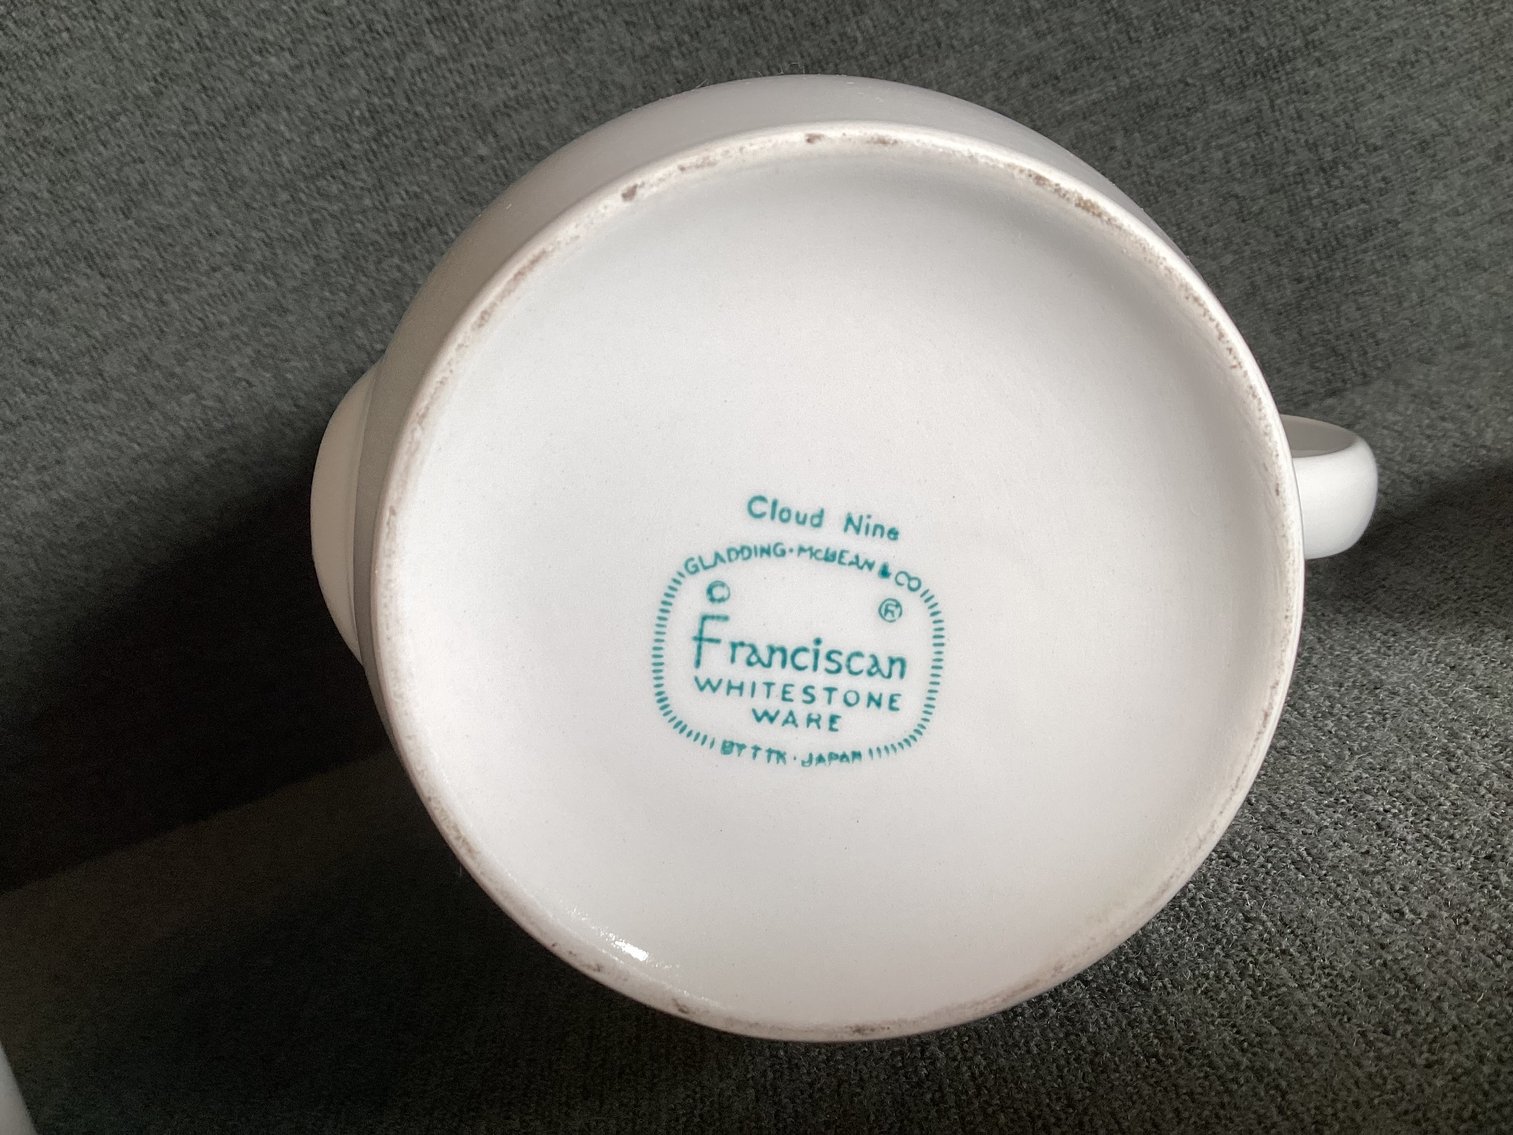 Cloud Nine
GLADDING·McBEAN & CO
© ®
Franciscan
WHITESTONE
WARE
BY TTK · JAPAN